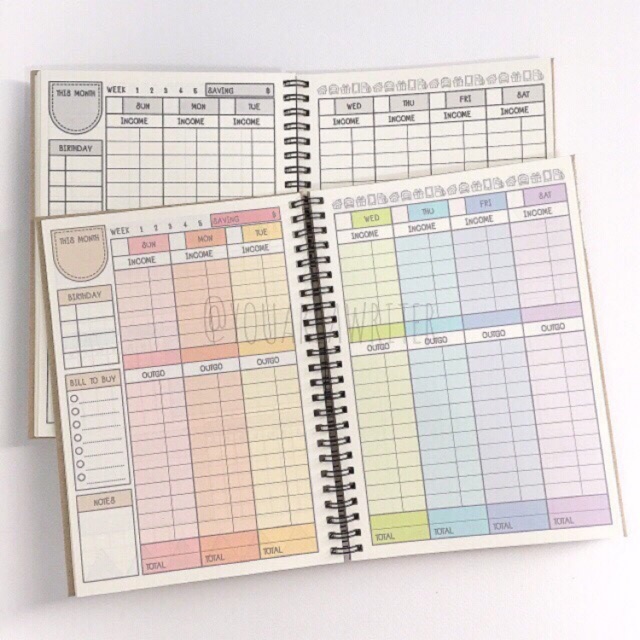 THIS MONTH
WEEK 1 2 3 4 5 SAVING $
SUN MON TUE
INCOME INCOME INCOME
BIRTHDAY
WED THU FRI SAT
INCOME INCOME INCOME INCOME
THIS MONTH
WEEK 1 2 3 4 5 SAVING $
SUN MON TUE
INCOME INCOME INCOME
BIRTHDAY
OUTGO OUTGO OUTGO
BILL TO BUY
NOTES
TOTAL TOTAL TOTAL
WED THU FRI SAT
INCOME INCOME INCOME INCOME
OUTGO OUTGO OUTGO OUTGO
TOTAL TOTAL TOTAL TOTAL